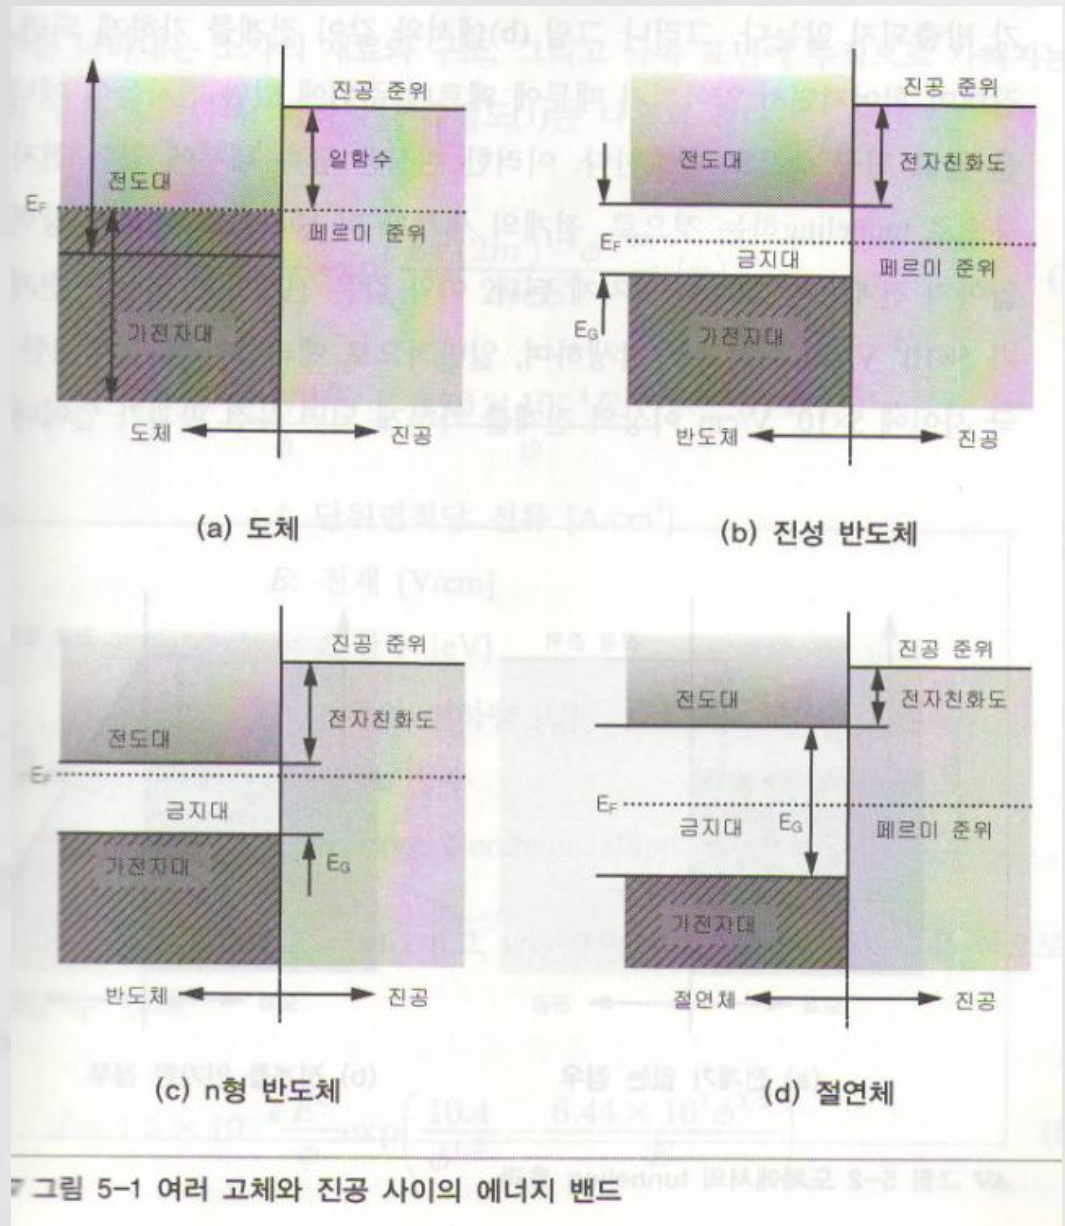 진공 준위
일함수
전도대
E_F
페르미 준위
가전자대
도체
진공
(a) 도체
진공 준위
전도대
전자친화도
E_F
금지대
페르미 준위
E_G
가전자대
반도체
진공
(b) 진성 반도체
진공 준위
전자친화도
전도대
E_F
금지대
가전자대
E_G
반도체
진공
(c) n형 반도체
진공 준위
전도대
전자친화도
E_F
금지대
E_G
페르미 준위
가전자대
절연체
진공
(d) 절연체
그림 5-1 여러 고체와 진공 사이의 에너지 밴드